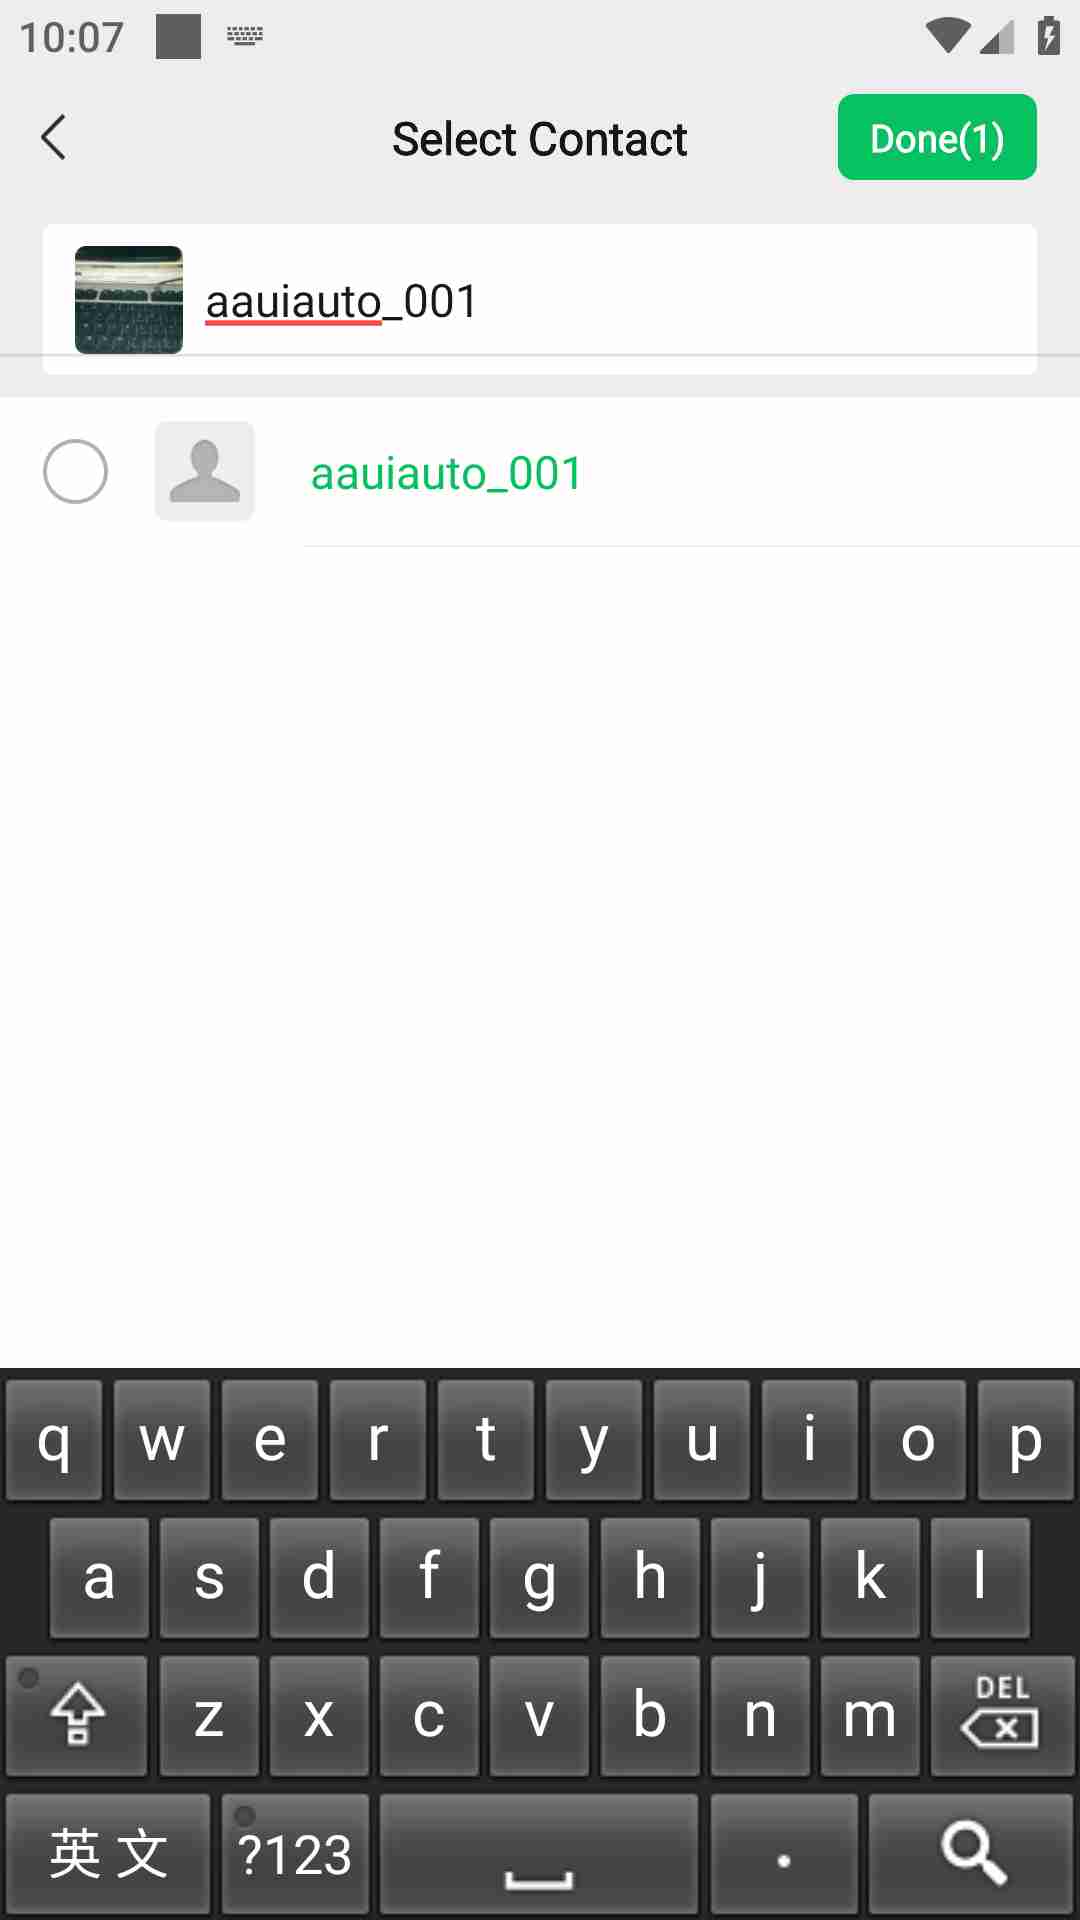 10:07
Select Contact
Done(1)
aauiauto_001
aauiauto_001
q w e r t y u i o p
a s d f g h j k l
z x c v b n m DEL
英文 ?123 .